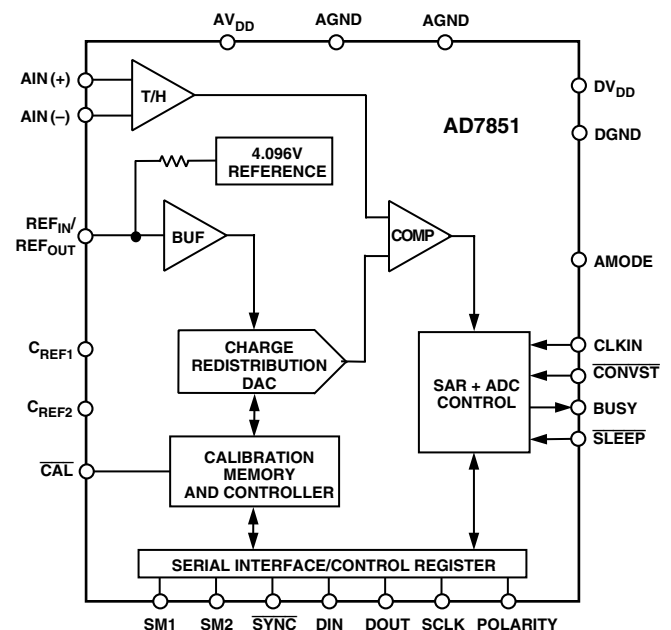 AVDD AGND AGND
AIN (+)
AIN (–)
T/H
AD7851
DVDD
DGND
4.096V
REFERENCE
REFIN/
REFOUT
BUF
COMP
AMODE
CREF1
CREF2
CHARGE
REDISTRIBUTION
DAC
SAR + ADC
CONTROL
CLKIN
CONVST
BUSY
SLEEP
CAL
CALIBRATION
MEMORY
AND CONTROLLER
SERIAL INTERFACE/CONTROL REGISTER
SM1 SM2 SYNC DIN DOUT SCLK POLARITY